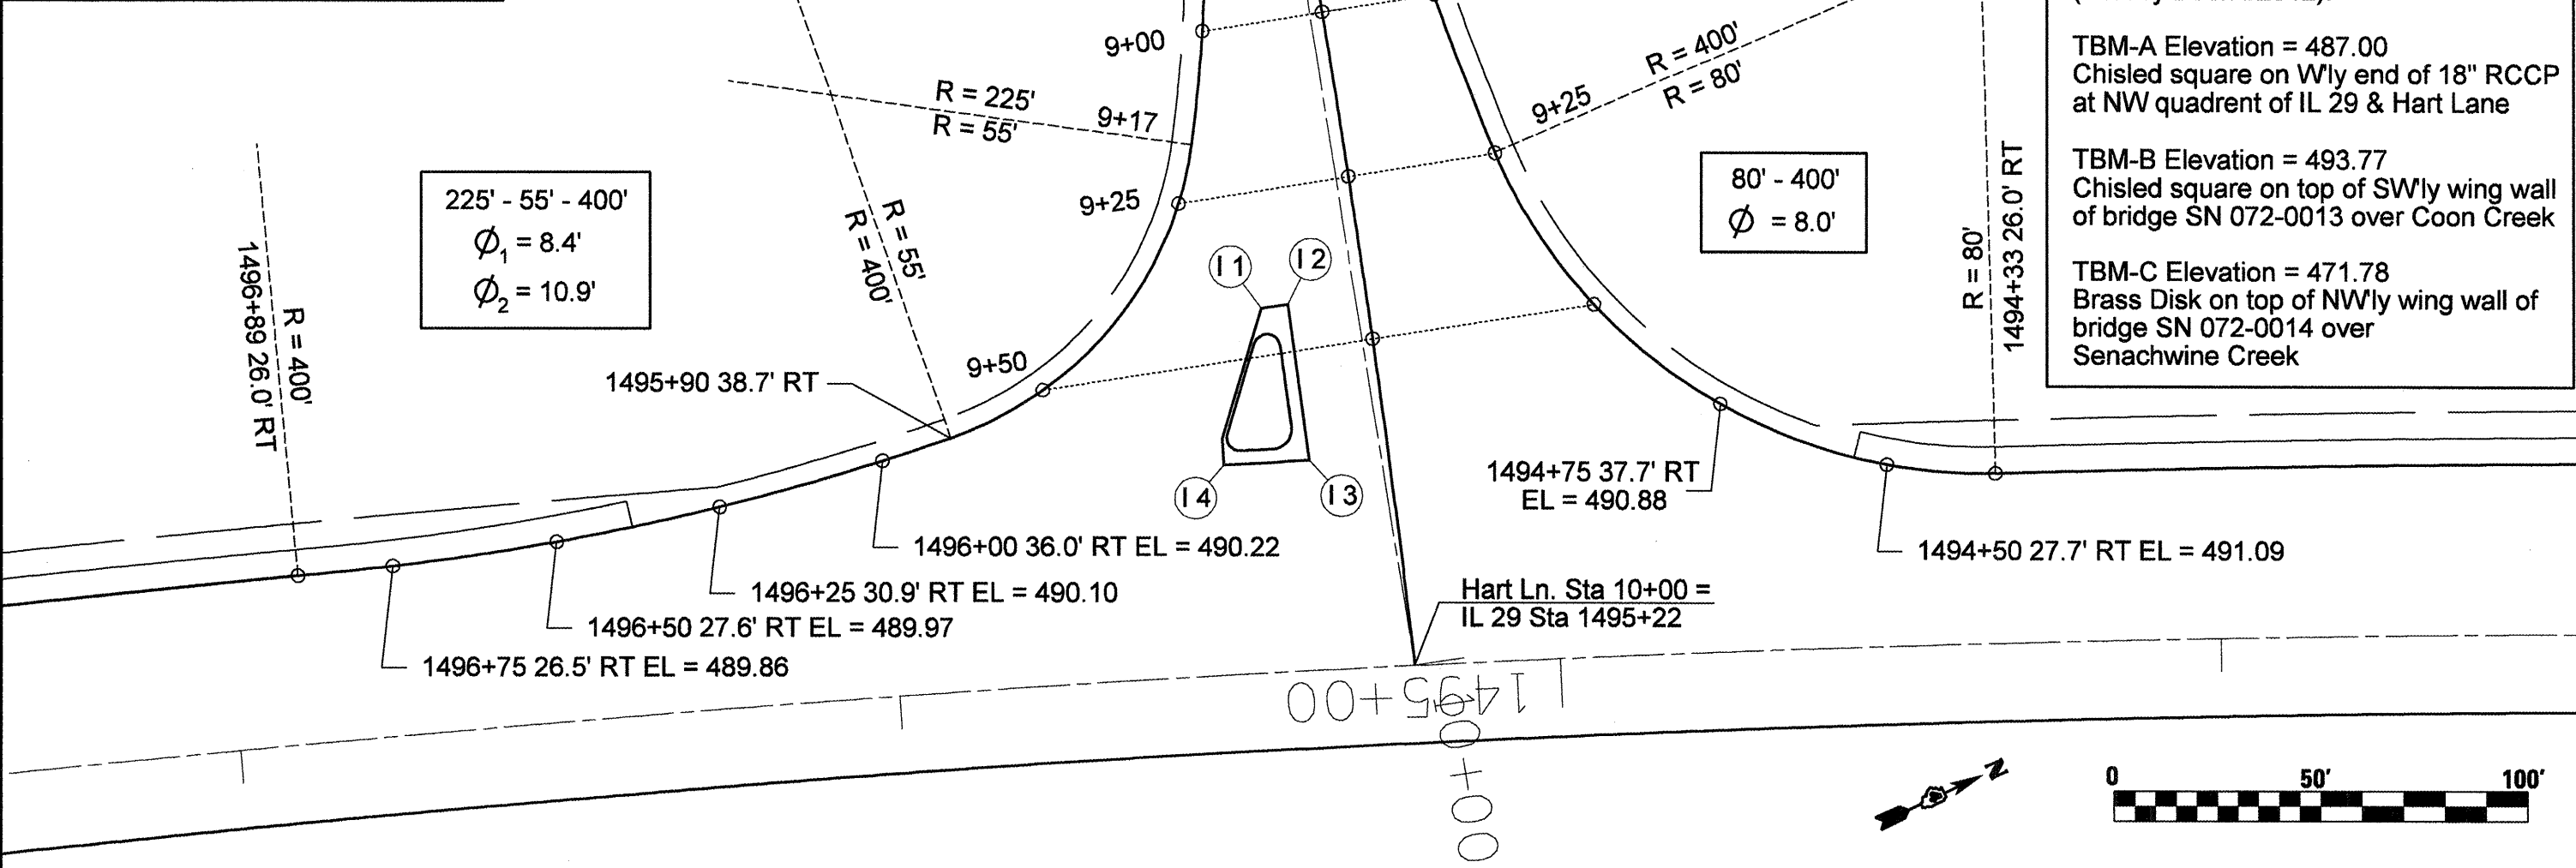 9+00
R = 225'
R = 55'
9+17
9+25
225' - 55' - 400'
Ø1 = 8.4'
Ø2 = 10.9'
1496+89 26.0' RT
R = 400'
R = 55'
R = 400'
9+50
1495+90 38.7' RT
I 1
I 2
I 3
I 4
R = 400'
R = 80'
9+25
80' - 400'
Ø = 8.0'
R = 80'
1494+33 26.0' RT
TBM-A Elevation = 487.00
Chisled square on W'ly end of 18" RCCP
at NW quadrent of IL 29 & Hart Lane
TBM-B Elevation = 493.77
Chisled square on top of SW'ly wing wall
of bridge SN 072-0013 over Coon Creek
TBM-C Elevation = 471.78
Brass Disk on top of NW'ly wing wall of
bridge SN 072-0014 over
Senachwine Creek
1494+75 37.7' RT
EL = 490.88
1494+50 27.7' RT EL = 491.09
1496+00 36.0' RT EL = 490.22
1496+25 30.9' RT EL = 490.10
1496+50 27.6' RT EL = 489.97
1496+75 26.5' RT EL = 489.86
Hart Ln. Sta 10+00 =
IL 29 Sta 1495+22
1495+00
0+00
N
0 50' 100'